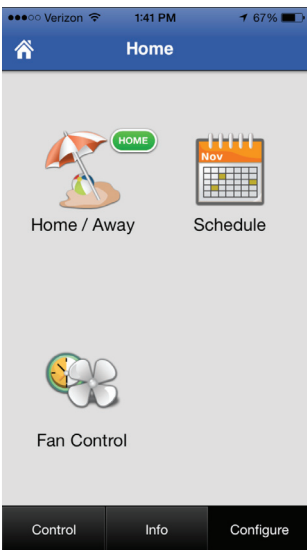 ●●●○○ Verizon 1:41 PM 67%
Home
HOME
Nov
Home / Away Schedule
Fan Control
Control Info Configure